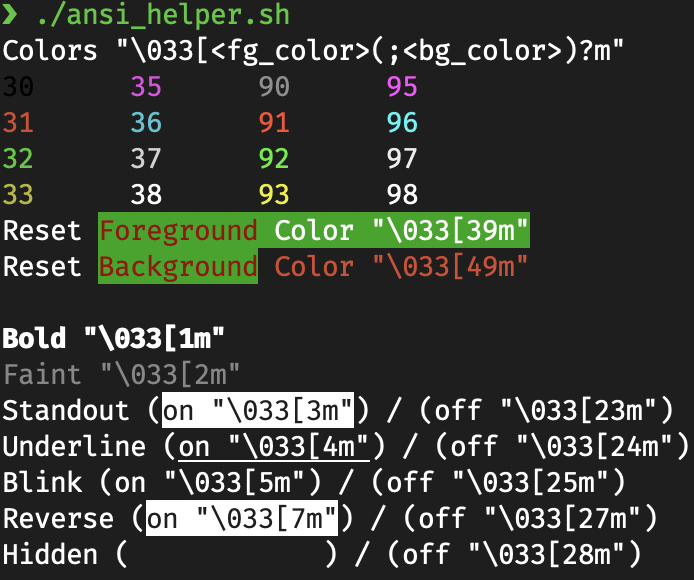 ❯ ./ansi_helper.sh
Colors "\033[<fg_color>(;<bg_color>)?m"
30 35 90 95
31 36 91 96
32 37 92 97
33 38 93 98
Reset Foreground Color "\033[39m"
Reset Background Color "\033[49m"
Bold "\033[1m"
Faint "\033[2m"
Standout (on "\033[3m") / (off "\033[23m")
Underline (on "\033[4m") / (off "\033[24m")
Blink (on "\033[5m") / (off "\033[25m")
Reverse (on "\033[7m") / (off "\033[27m")
Hidden ( ) / (off "\033[28m")